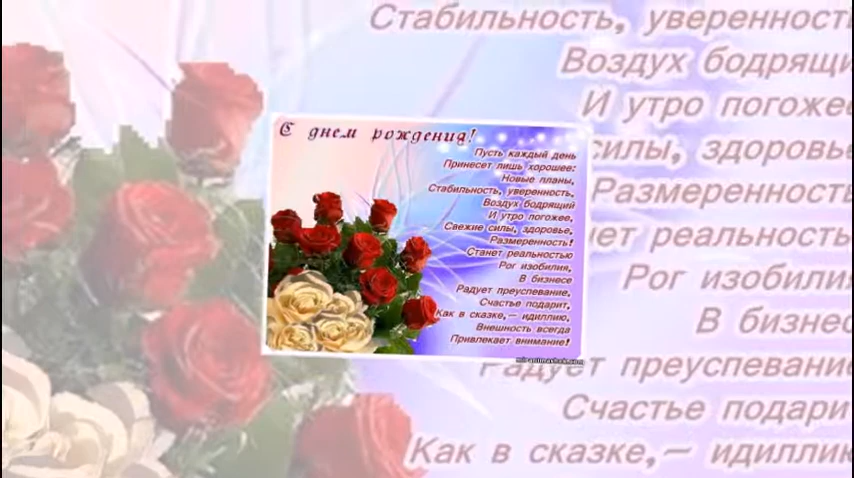 С днем рождения!
Пусть каждый день
Принесет лишь хорошее:
Новые планы,
Стабильность, уверенность,
Воздух бодрящий
И утро погожее,
Свежие силы, здоровье,
Размеренность!
Станет реальностью
Рог изобилия,
В бизнесе
Радует преуспевание,
Счастье подарит,
Как в сказке,— идиллию.
Внешность всегда
Привлекает внимание!
Стабильность, уверенност
Воздух бодрящи
И утро погожее
силы, здоровье
Размеренность
ет реальность
Рог изобили
В бизнес
Радует преуспевани
Счастье подари
Как в сказке,— идиллию